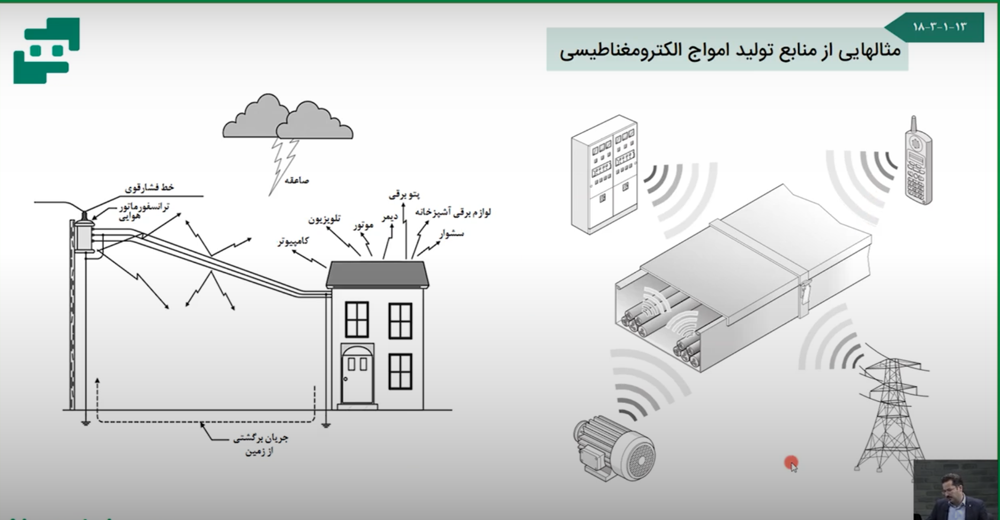 ۱۸-۳-۱-۱۳
مثالهایی از منابع تولید امواج الکترومغناطیسی
صاعقه
خط فشارقوی
ترانسفورماتور
هوایی
پتو برقی
لوازم برقی آشپزخانه
دیمر
تلویزیون
موتور
سشوار
کامپیوتر
جریان برگشتی
از زمین